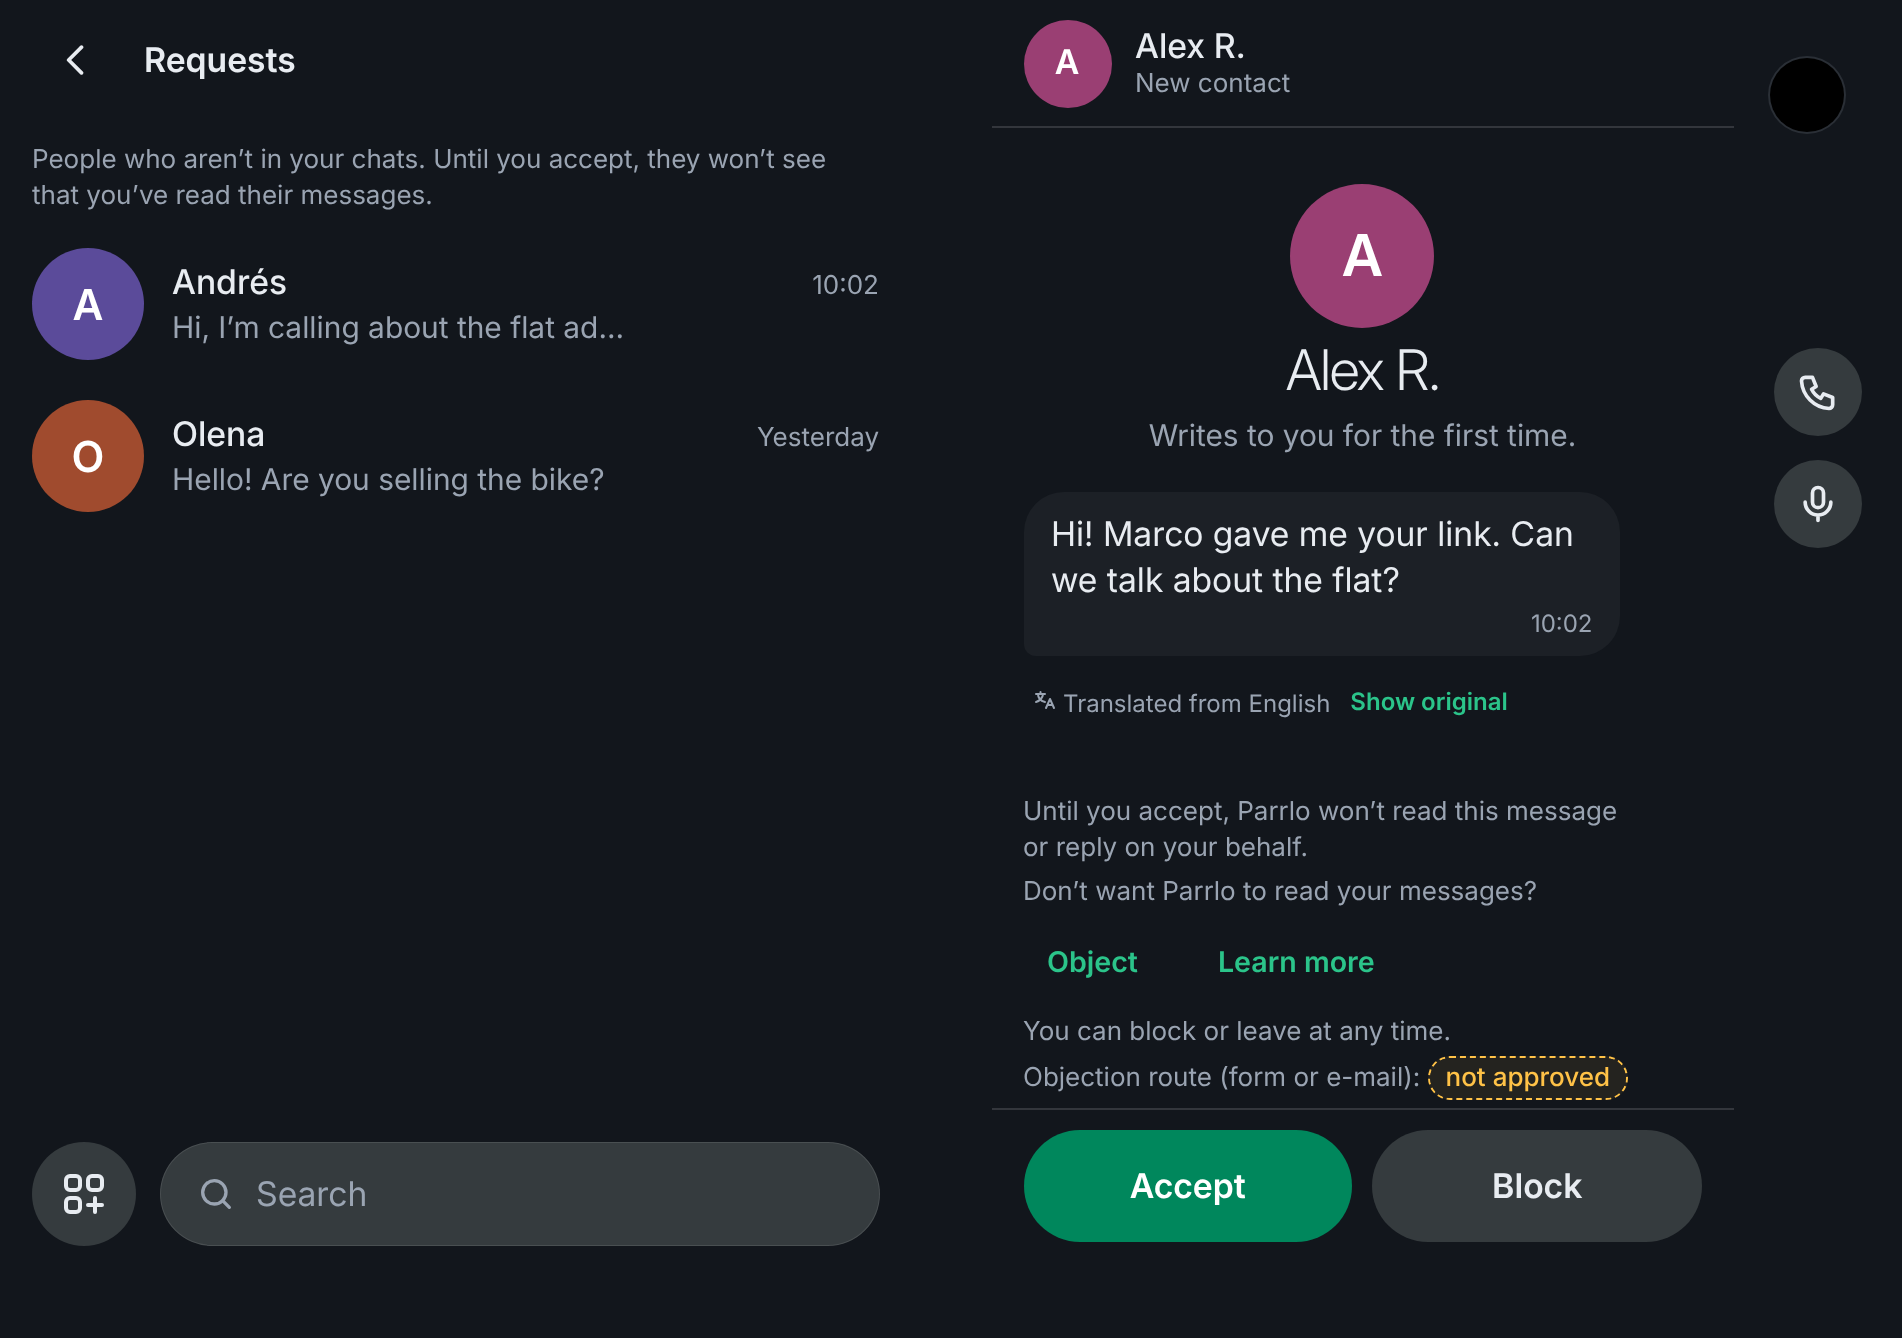 Requests
People who aren’t in your chats. Until you accept, they won’t see
that you’ve read their messages.
A
Andrés
10:02
Hi, I’m calling about the flat ad…
O
Olena
Yesterday
Hello! Are you selling the bike?
Search
A
Alex R.
New contact
A
Alex R.
Writes to you for the first time.
Hi! Marco gave me your link. Can
we talk about the flat?
10:02
Translated from English Show original
Until you accept, Parrlo won’t read this message
or reply on your behalf.
Don’t want Parrlo to read your messages?
Object Learn more
You can block or leave at any time.
Objection route (form or e-mail): not approved
Accept Block